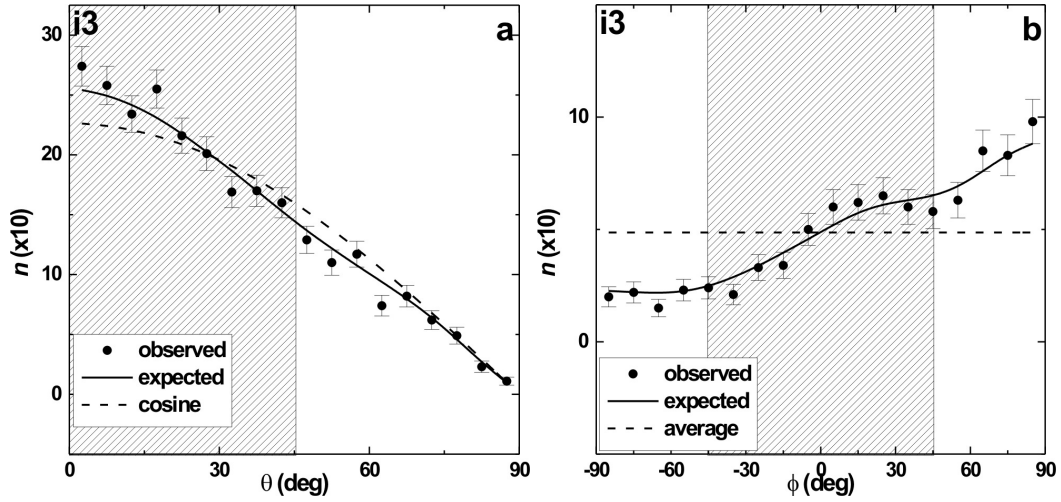 i3
a
30
20
10
0
n (x10)
observed
expected
cosine
0
30
60
90
θ (deg)
i3
b
10
0
n (x10)
observed
expected
average
-90
-60
-30
0
30
60
90
ϕ (deg)